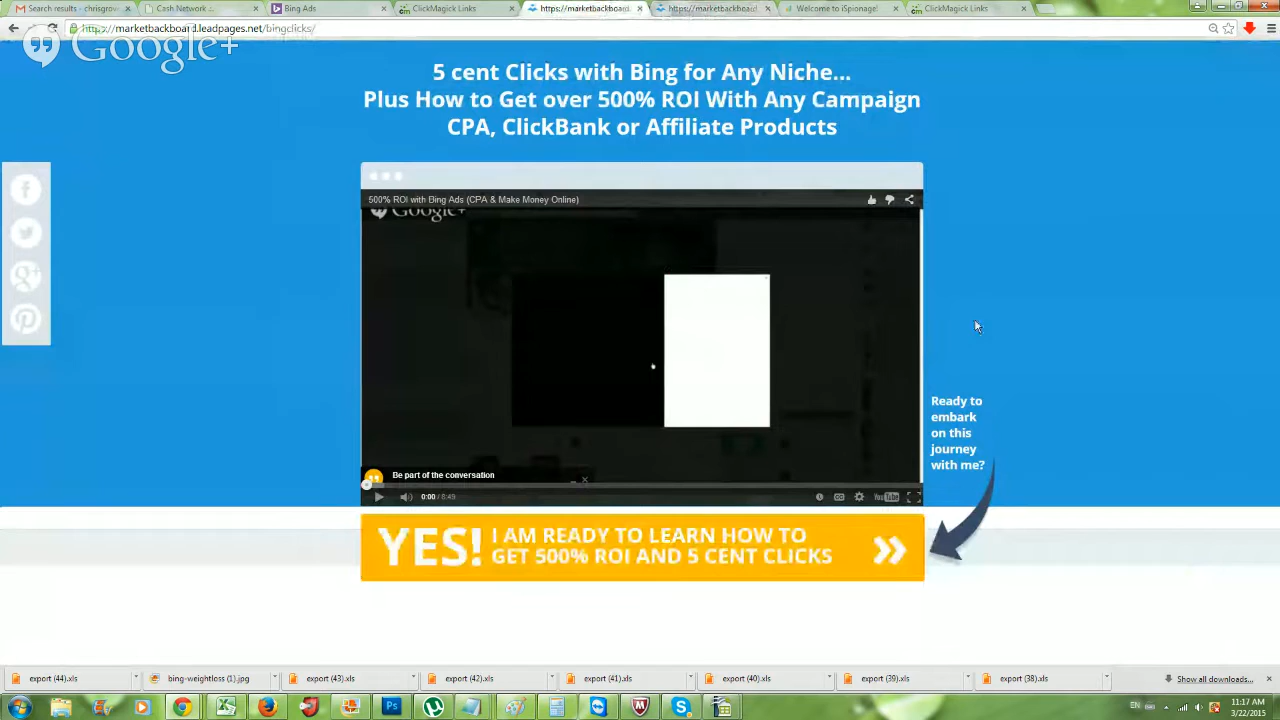 Search results - chrisgrov
Cash Network ...
Bing Ads
ClickMagick Links
https://marketbackboard.
https://marketbackboard!
Welcome to iSpionage!
ClickMagick Links
https://marketbackboard.leadpages.net/bingclicks/
Google+
5 cent Clicks with Bing for Any Niche...
Plus How to Get over 500% ROI With Any Campaign
CPA, ClickBank or Affiliate Products
500% ROI with Bing Ads (CPA & Make Money Online)
Google+
Ready to
embark
on this
journey
with me?
Be part of the conversation
0:00 / 8:49
YouTube
YES! I AM READY TO LEARN HOW TO
GET 500% ROI AND 5 CENT CLICKS
export (44).xls
bing-weightloss (1).jpg
export (43).xls
export (42).xls
export (41).xls
export (40).xls
export (39).xls
export (38).xls
Show all downloads...
EN
11:17 AM
3/22/2015